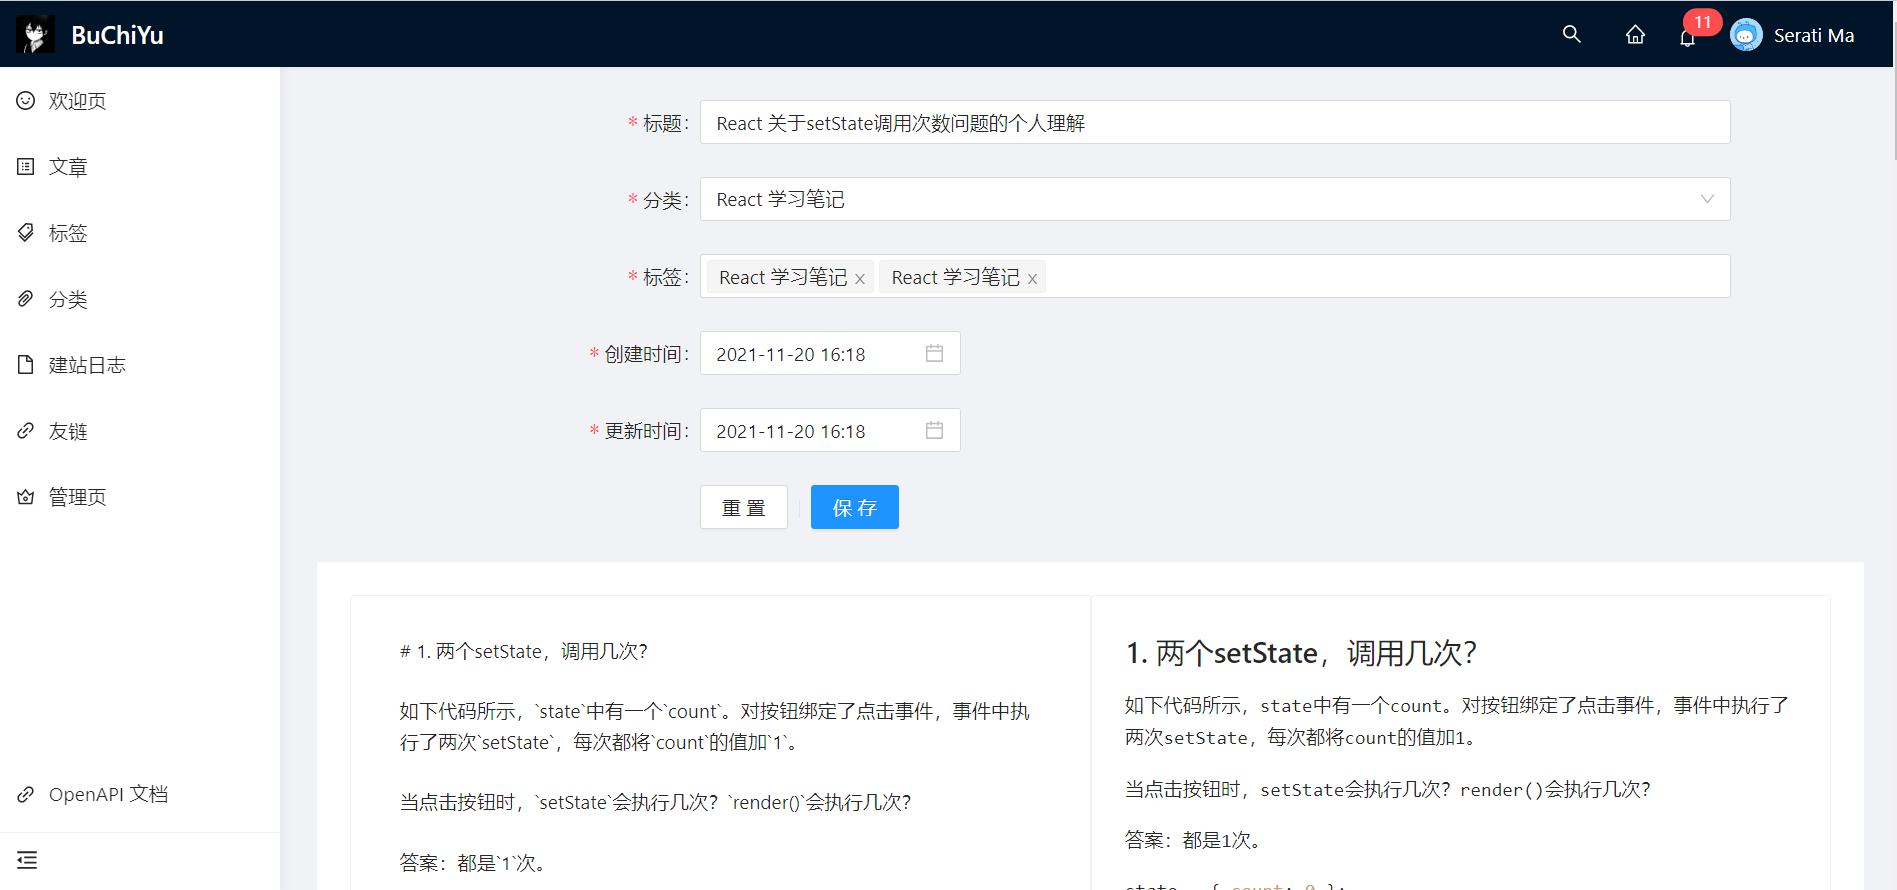 BuChiYu
11
Serati Ma
欢迎页
文章
标签
分类
建站日志
友链
管理页
OpenAPI 文档
* 标题：
React 关于setState调用次数问题的个人理解
* 分类：
React 学习笔记
* 标签：
React 学习笔记 x React 学习笔记 x
* 创建时间：
2021-11-20 16:18
* 更新时间：
2021-11-20 16:18
重 置
保 存
# 1. 两个setState，调用几次？
如下代码所示，`state`中有一个`count`。对按钮绑定了点击事件，事件中执
行了两次`setState`，每次都将`count`的值加`1`。
当点击按钮时，`setState`会执行几次？`render()`会执行几次？
答案：都是`1`次。
1. 两个setState，调用几次？
如下代码所示，state中有一个count。对按钮绑定了点击事件，事件中执行了
两次setState，每次都将count的值加1。
当点击按钮时，setState会执行几次？render()会执行几次？
答案：都是1次。
state = { count: 0 };